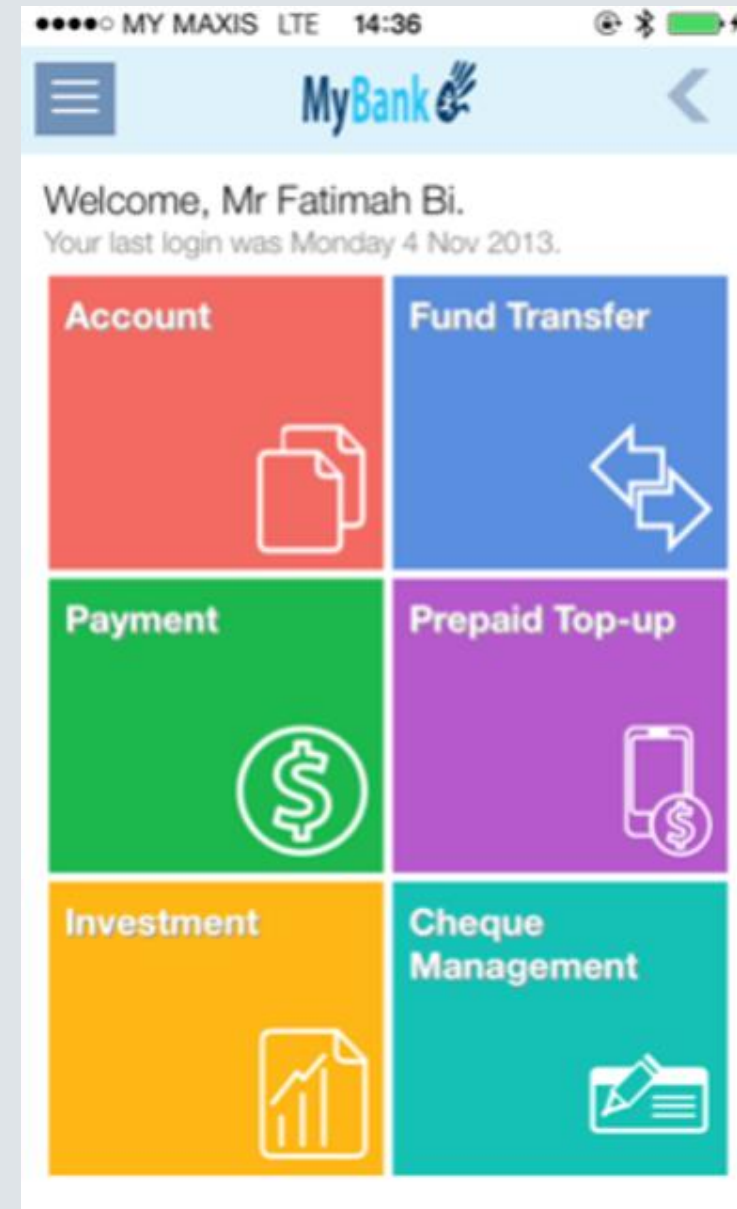 MY MAXIS LTE 14:36
MyBank
Welcome, Mr Fatimah Bi.
Your last login was Monday 4 Nov 2013.
Account
Fund Transfer
Payment
$
Prepaid Top-up
$
Investment
Cheque
Management